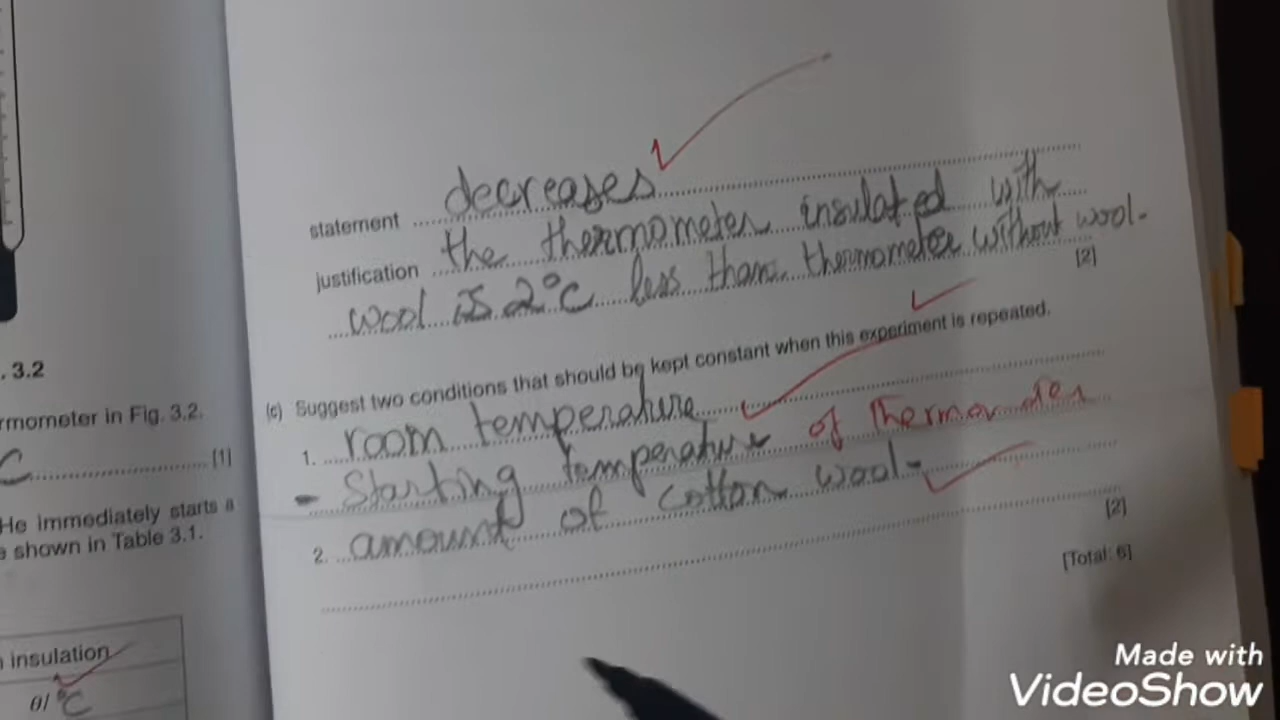 statement decreases
justification the thermometer insulated with
wool is 2°C less than thermometer without wool.
[2]
(c) Suggest two conditions that should be kept constant when this experiment is repeated.
1. room temperature
- Starting temperature of
2. amount of cotton wool.
[2]
[Total: 6]
. 3.2
rmometer in Fig. 3.2.
C [1]
He immediately starts a
e shown in Table 3.1.
insulation
θ/ °C
Made with
VideoShow